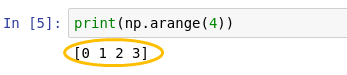 In [5]: print(np.arange(4))
[0 1 2 3]